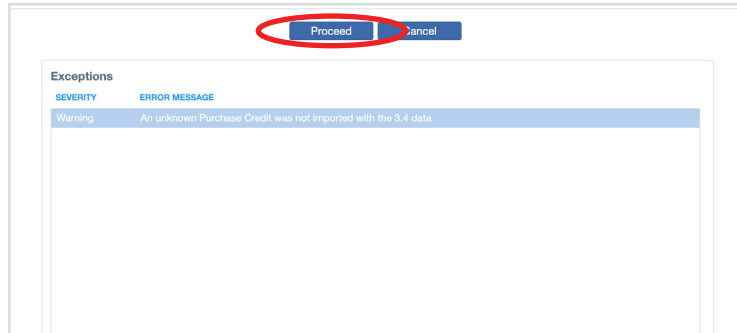 Proceed Cancel
Exceptions
SEVERITY ERROR MESSAGE
Warning An unknown Purchase Credit was not imported with the 3.4 data